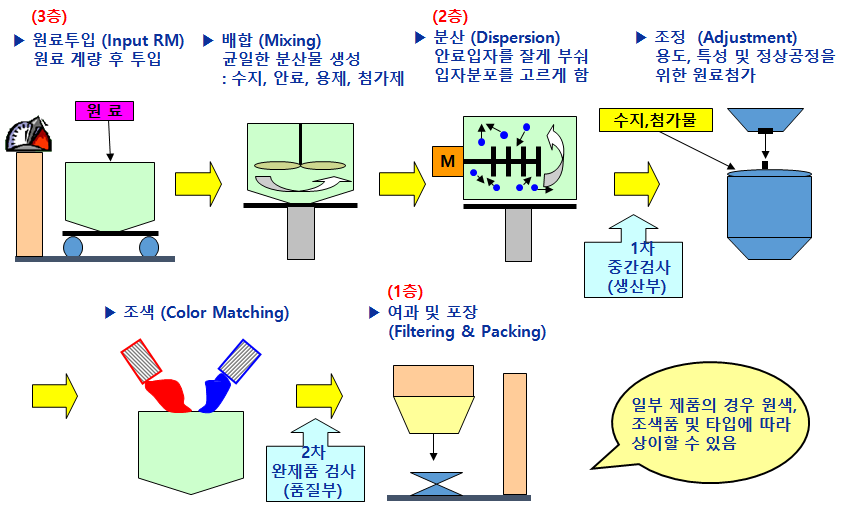 (3층)
▶ 원료투입 (Input RM)
원료 계량 후 투입
원 료
▶ 배합 (Mixing)
균일한 분산물 생성
: 수지, 안료, 용제, 첨가제
(2층)
▶ 분산 (Dispersion)
안료입자를 잘게 부숴
입자분포를 고르게 함
M
▶ 조정 (Adjustment)
용도, 특성 및 정상공정을
위한 원료첨가
수지,첨가물
1차
중간검사
(생산부)
▶ 조색 (Color Matching)
2차
완제품 검사
(품질부)
(1층)
▶ 여과 및 포장
(Filtering & Packing)
일부 제품의 경우 원색,
조색품 및 타입에 따라
상이할 수 있음